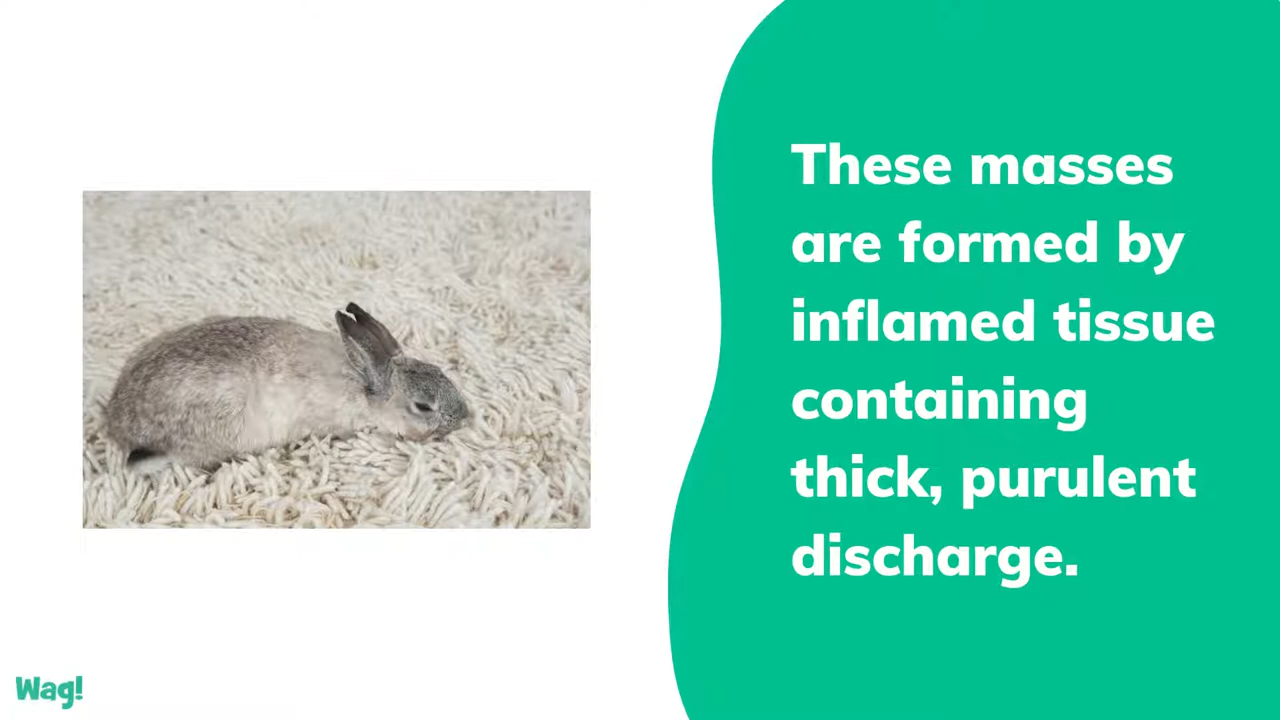 These masses
are formed by
inflamed tissue
containing
thick, purulent
discharge.
Wag!